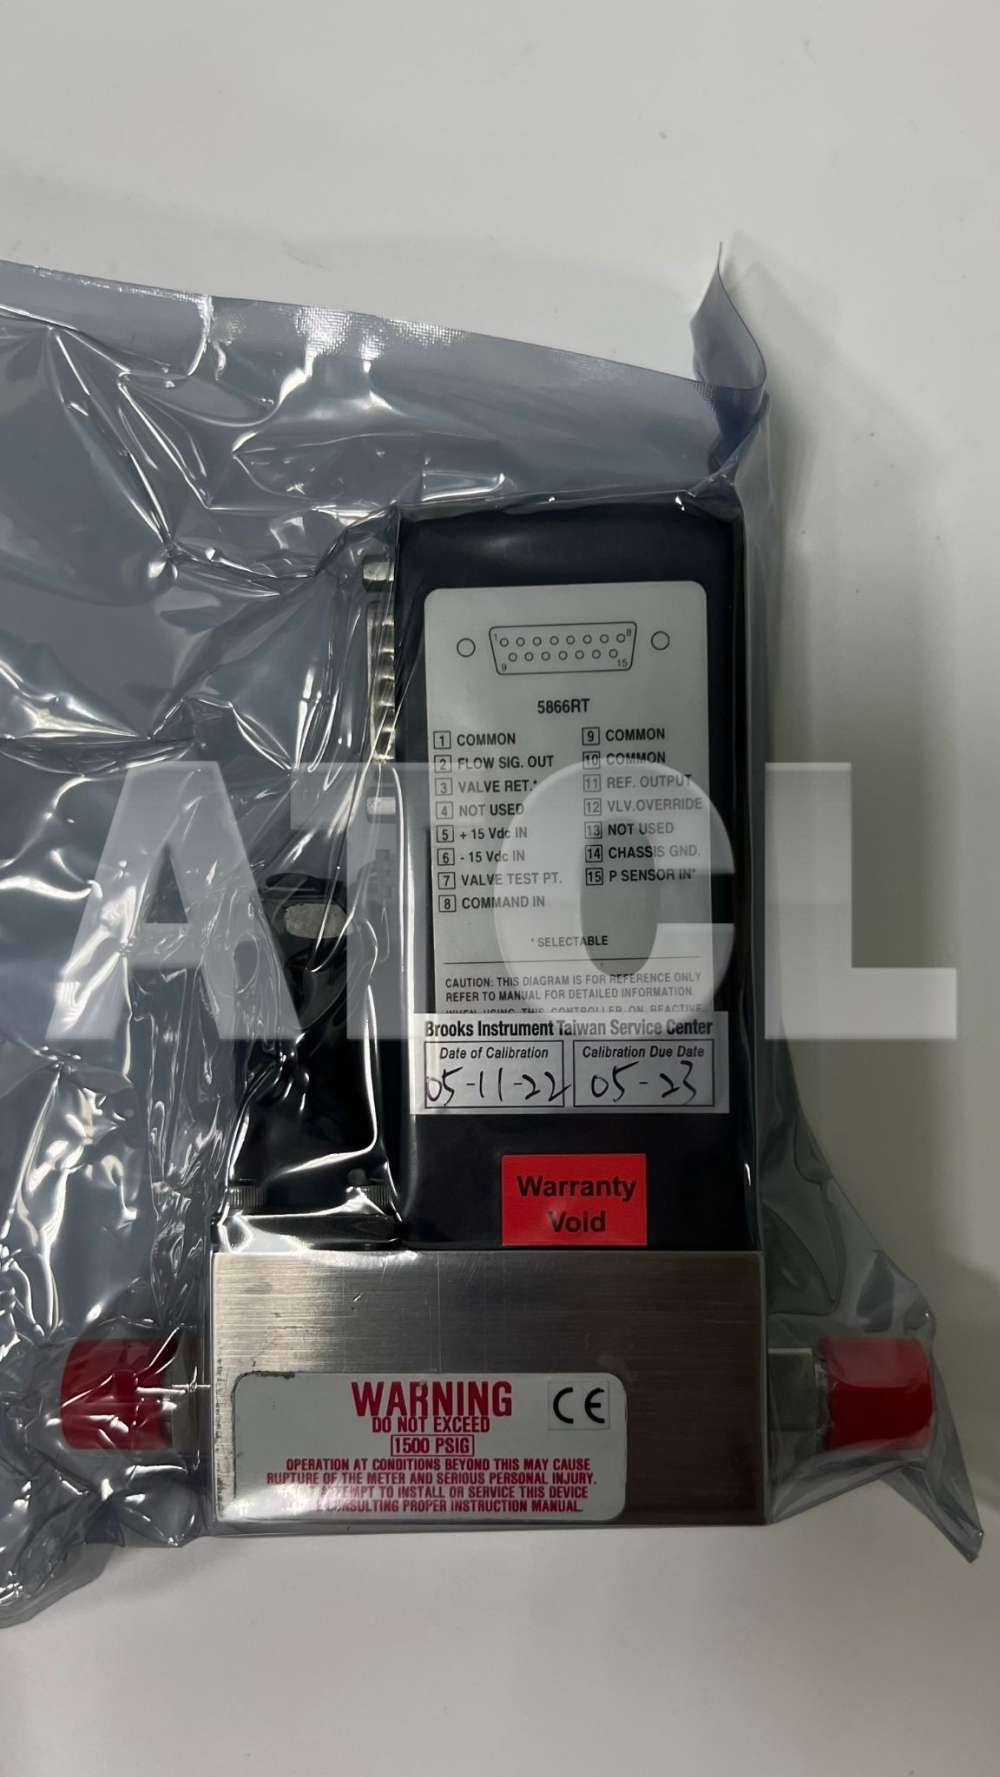 1 8
9 15
5866RT
1 COMMON
2 FLOW SIG. OUT
3 VALVE RET.*
4 NOT USED
5 + 15 Vdc IN
6 - 15 Vdc IN
7 VALVE TEST PT.
8 COMMAND IN
9 COMMON
10 COMMON
11 REF. OUTPUT
12 VLV.OVERRIDE
13 NOT USED
14 CHASSIS GND.
15 P SENSOR IN*
* SELECTABLE
CAUTION: THIS DIAGRAM IS FOR REFERENCE ONLY
REFER TO MANUAL FOR DETAILED INFORMATION.
WHEN USING THIS CONTROLLER ON REACTIVE
ATCL
Brooks Instrument Taiwan Service Center
Date of Calibration Calibration Due Date
05-11-22 05-23
Warranty
Void
WARNING CE
DO NOT EXCEED
1500 PSIG
OPERATION AT CONDITIONS BEYOND THIS MAY CAUSE
RUPTURE OF THE METER AND SERIOUS PERSONAL INJURY.
TO INSTALL OR SERVICE THIS DEVICE
CONSULTING PROPER INSTRUCTION MANUAL.